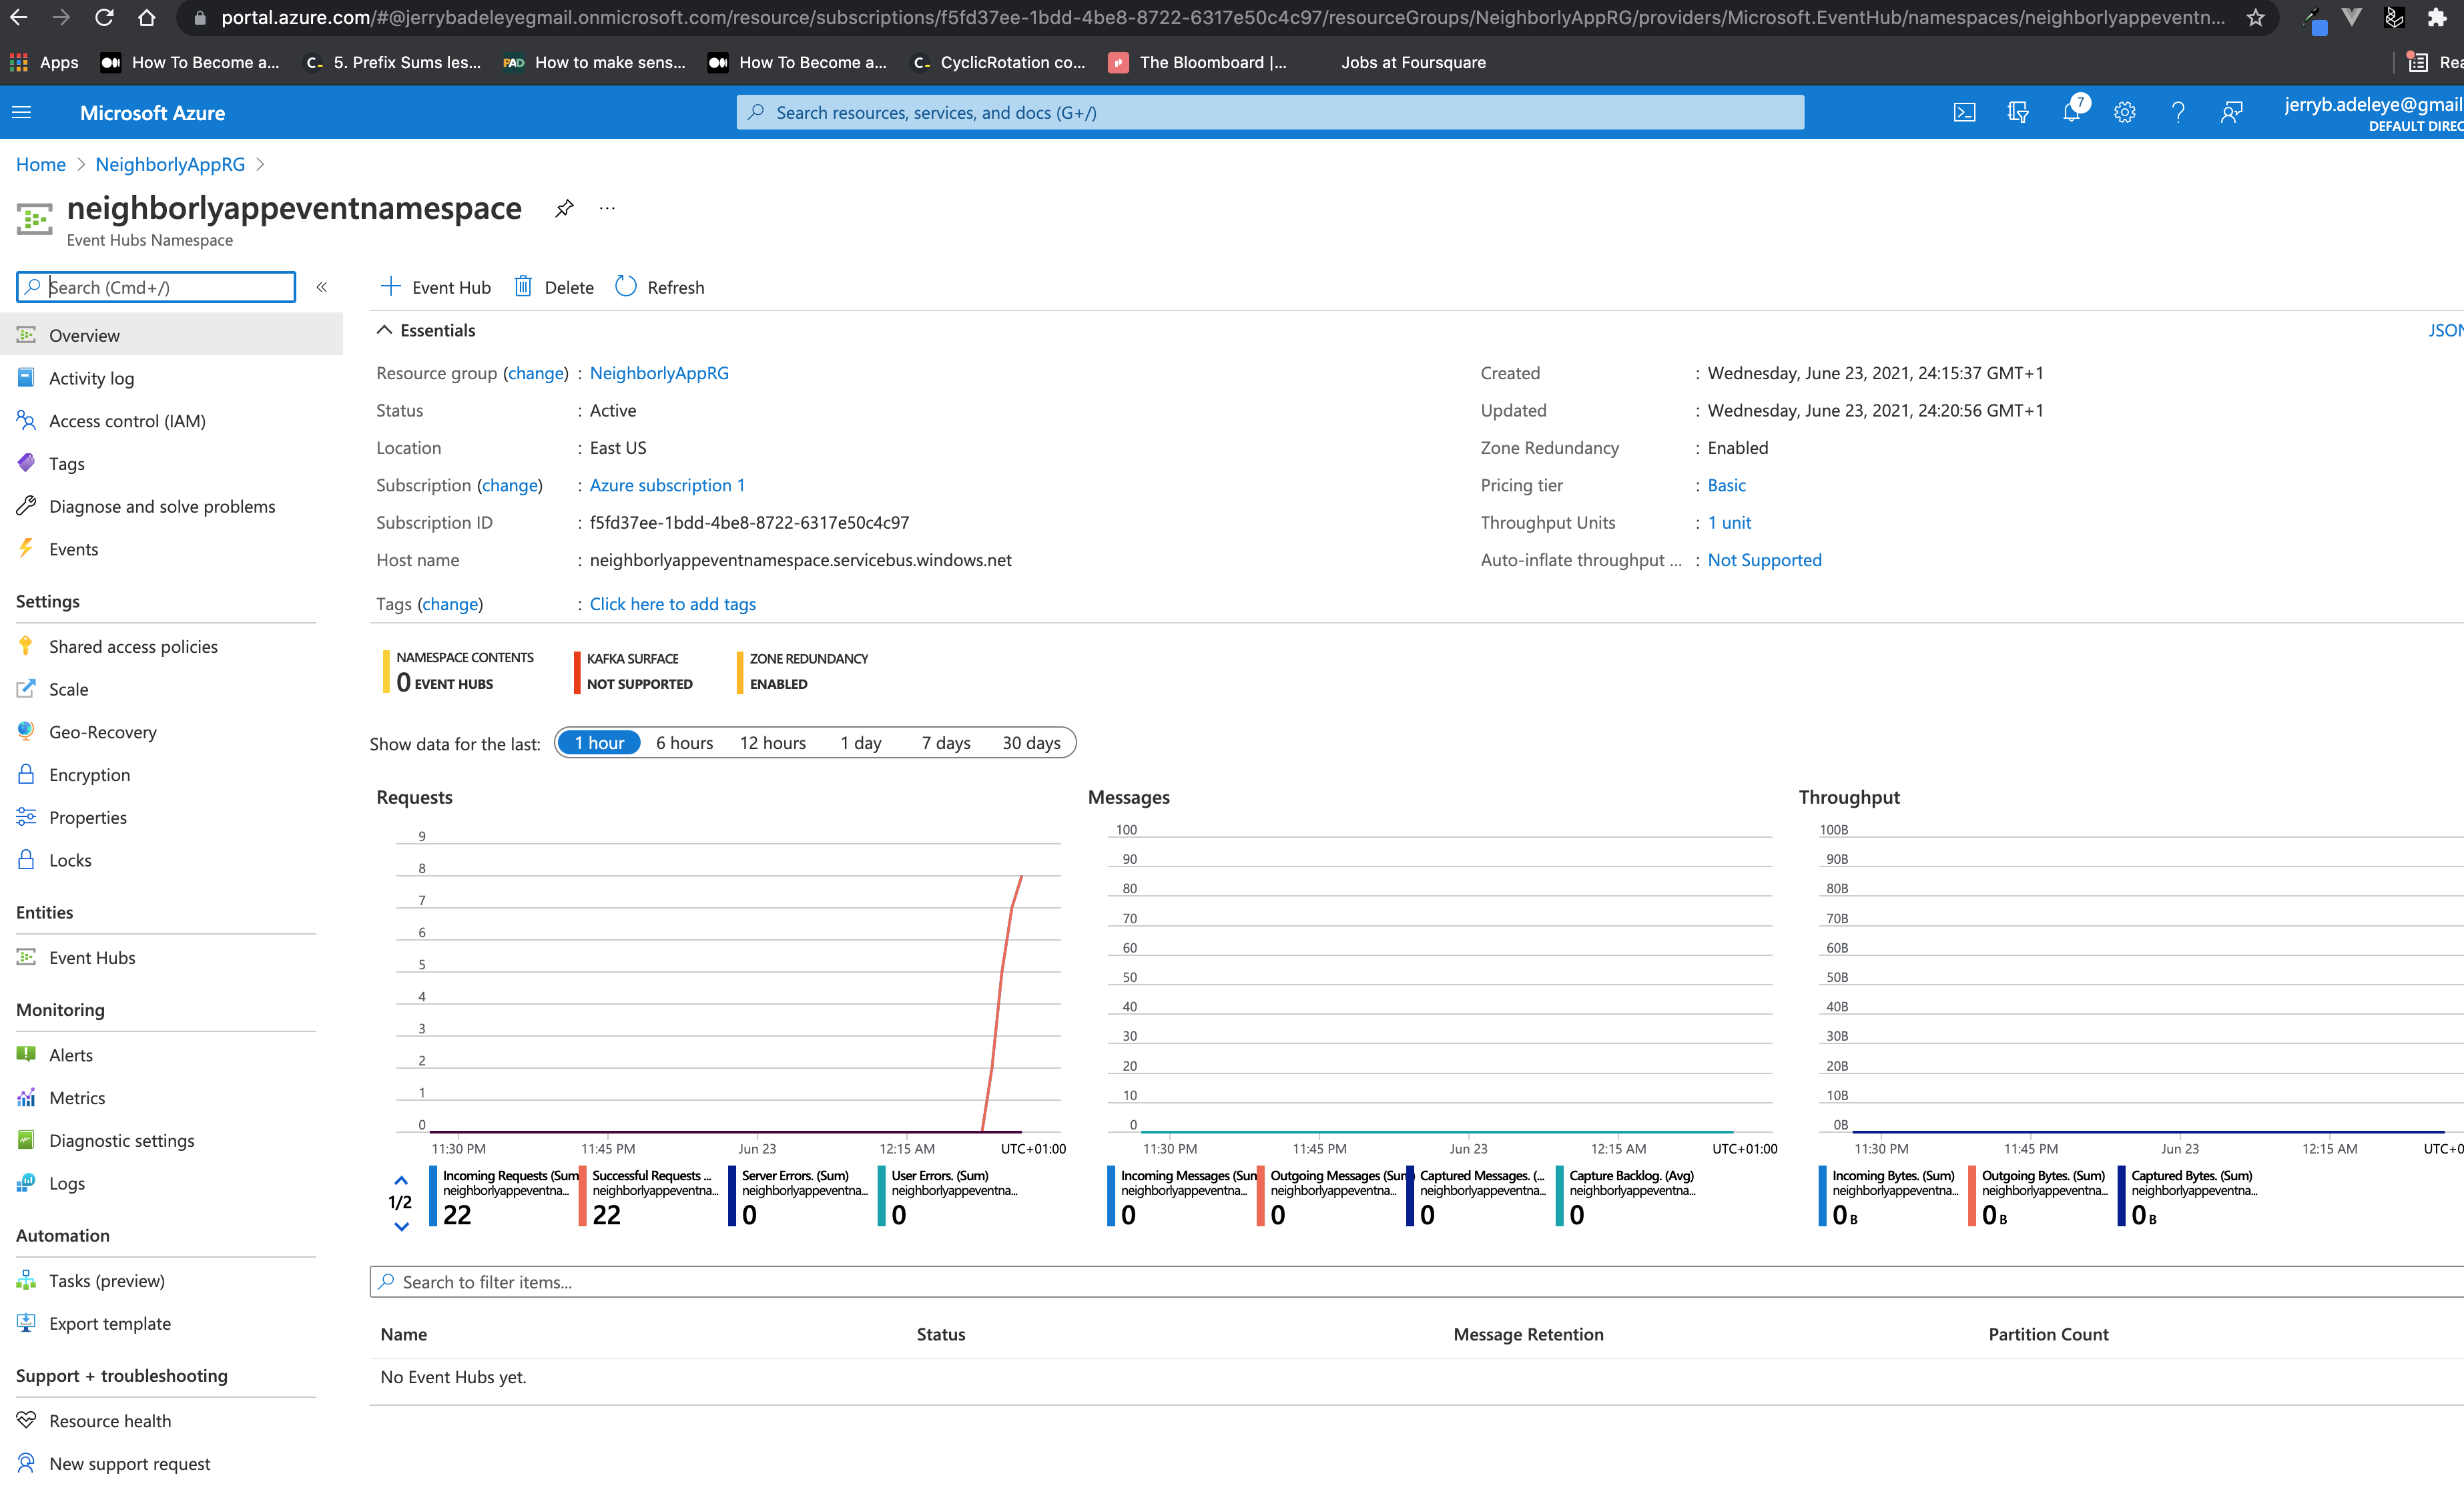 portal.azure.com/#@jerrybadeleyegmail.onmicrosoft.com/resource/subscriptions/f5fd37ee-1bdd-4be8-8722-6317e50c4c97/resourceGroups/NeighborlyAppRG/providers/Microsoft.EventHub/namespaces/neighborlyappeventn...
Apps How To Become a... C- 5. Prefix Sums les... PAD How to make sens... How To Become a... C- CyclicRotation co... The Bloomboard |... Jobs at Foursquare Rea
Microsoft Azure Search resources, services, and docs (G+/) 7 jerryb.adeleye@gmail
DEFAULT DIREC
Home > NeighborlyAppRG >
neighborlyappeventnamespace ...
Event Hubs Namespace
Search (Cmd+/) «
Overview
Activity log
Access control (IAM)
Tags
Diagnose and solve problems
Events
Settings
Shared access policies
Scale
Geo-Recovery
Encryption
Properties
Locks
Entities
Event Hubs
Monitoring
Alerts
Metrics
Diagnostic settings
Logs
Automation
Tasks (preview)
Export template
Support + troubleshooting
Resource health
New support request
Event Hub Delete Refresh
Essentials JSON
Resource group (change) : NeighborlyAppRG
Status : Active
Location : East US
Subscription (change) : Azure subscription 1
Subscription ID : f5fd37ee-1bdd-4be8-8722-6317e50c4c97
Host name : neighborlyappeventnamespace.servicebus.windows.net
Tags (change) : Click here to add tags
Created : Wednesday, June 23, 2021, 24:15:37 GMT+1
Updated : Wednesday, June 23, 2021, 24:20:56 GMT+1
Zone Redundancy : Enabled
Pricing tier : Basic
Throughput Units : 1 unit
Auto-inflate throughput ... : Not Supported
NAMESPACE CONTENTS
0 EVENT HUBS
KAFKA SURFACE
NOT SUPPORTED
ZONE REDUNDANCY
ENABLED
Show data for the last: 1 hour 6 hours 12 hours 1 day 7 days 30 days
Requests
9
8
7
6
5
4
3
2
1
0
11:30 PM 11:45 PM Jun 23 12:15 AM UTC+01:00
1/2
Incoming Requests (Sum
neighborlyappeventna...
22
Successful Requests ...
neighborlyappeventna...
22
Server Errors. (Sum)
neighborlyappeventna...
0
User Errors. (Sum)
neighborlyappeventna...
0
Messages
100
90
80
70
60
50
40
30
20
10
0
11:30 PM 11:45 PM Jun 23 12:15 AM UTC+01:00
Incoming Messages (Sun
neighborlyappeventna...
0
Outgoing Messages (Sun
neighborlyappeventna...
0
Captured Messages. (...
neighborlyappeventna...
0
Capture Backlog. (Avg)
neighborlyappeventna...
0
Throughput
100B
90B
80B
70B
60B
50B
40B
30B
20B
10B
0B
11:30 PM 11:45 PM Jun 23 12:15 AM UTC+0
Incoming Bytes. (Sum)
neighborlyappeventna...
0 B
Outgoing Bytes. (Sum)
neighborlyappeventna...
0 B
Captured Bytes. (Sum)
neighborlyappeventna...
0 B
Search to filter items...
Name Status Message Retention Partition Count
No Event Hubs yet.